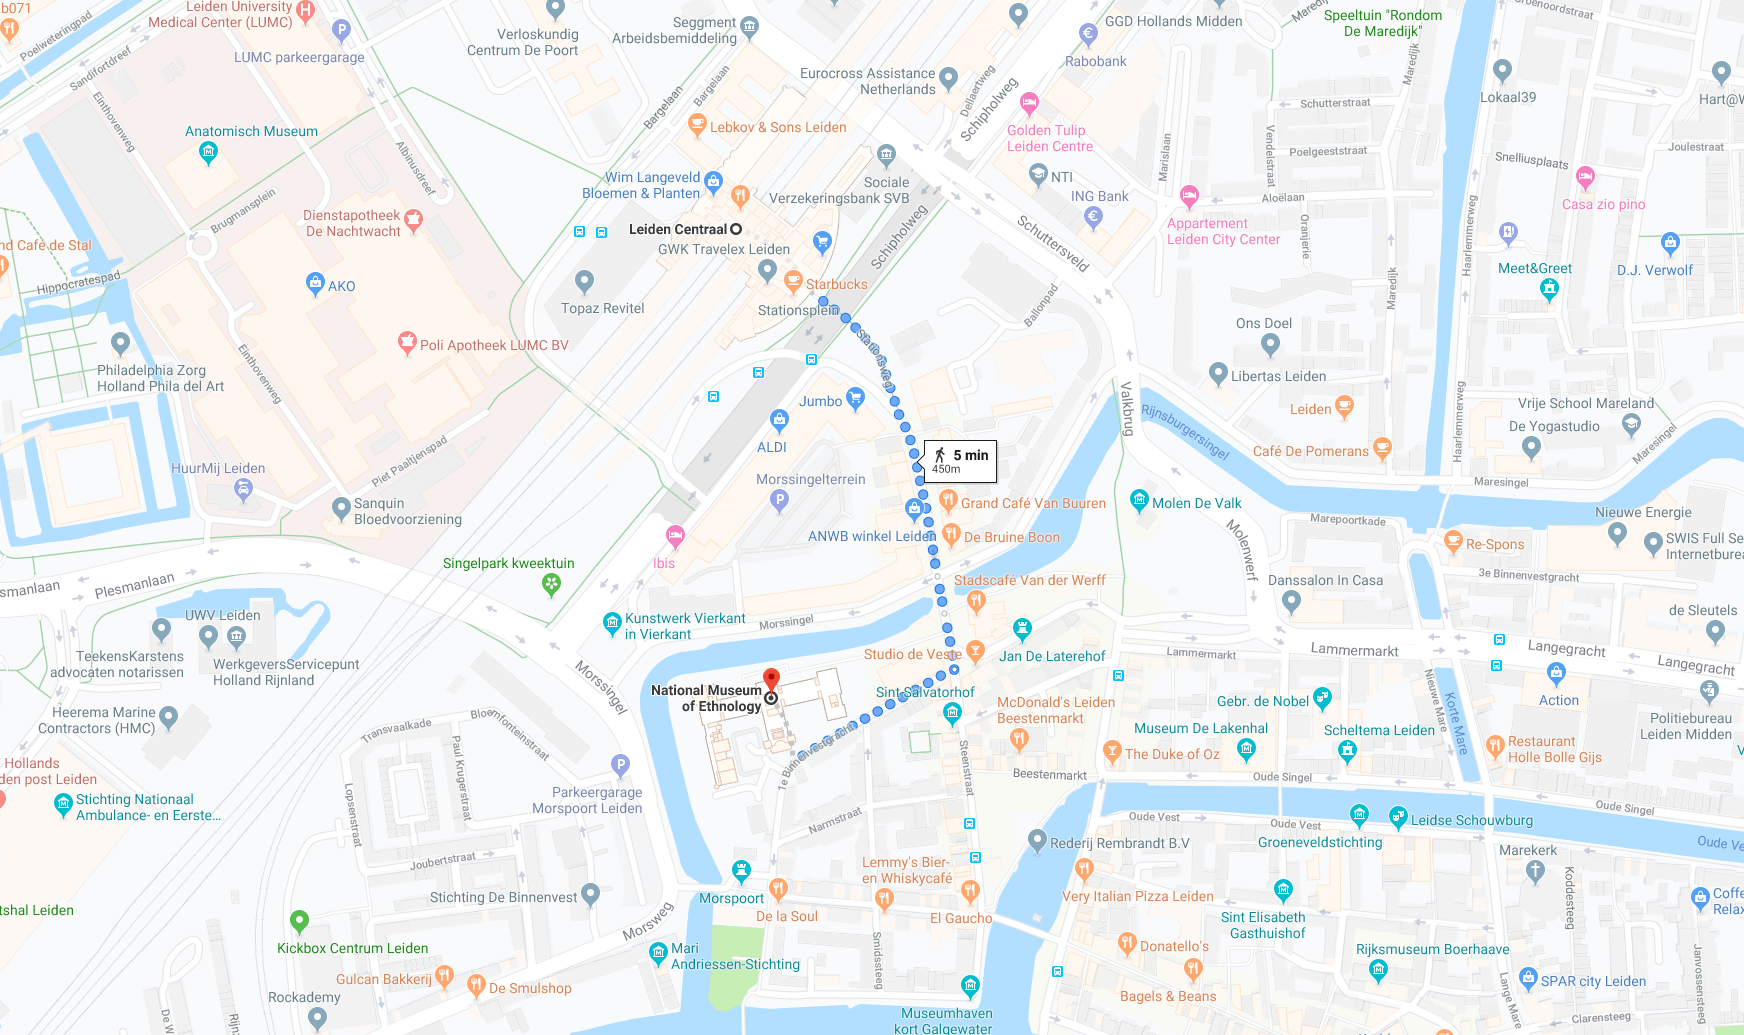 b071
Poelweteringpad
Sandifortdreef
Leiden University
Medical Center (LUMC)
LUMC parkeergarage
Verloskundig
Centrum De Poort
Seggment
Arbeidsbemiddeling
Eurocross Assistance
Netherlands
Dellaertweg
Schipholweg
GGD Hollands Midden
Rabobank
Speeltuin "Rondom
De Maredijk"
Maredijk
Lokaal39
Hart@W
Schutterstraat
Einthovenweg
Albinusdreef
Bargelaan
Bargelaan
Anatomisch Museum
Lebkov & Sons Leiden
Golden Tulip
Leiden Centre
Marislaan
Vendelstraat
Poelgeeststraat
Snelliusplaats
Joulestraat
Wim Langeveld
Bloemen & Planten
Sociale
Verzekeringsbank SVB
NTI
ING Bank
Aloëlaan
Casa zio pino
Brugmansplein
Dienstapotheek
De Nachtwacht
Leiden Centraal
GWK Travelex Leiden
Schipholweg
Schuttersveld
Appartement
Leiden City Center
Oranjerie
Maredijk
Haarlemmerweg
nd Café de Stal
Hippocratespad
AKO
Topaz Revitel
Starbucks
Stationsplein
Ballonpad
Meet&Greet
D.J. Verwolf
Poli Apotheek LUMC BV
Stationsweg
Ons Doel
Philadelphia Zorg
Holland Phila del Art
Einthovenweg
Libertas Leiden
Jumbo
ALDI
Valkbrug
Rijnsburgersingel
Leiden
Haarlemmerweg
Vrije School Mareland
De Yogastudio
Maresingel
Piet Paaltjenspad
5 min
450m
Café De Pomerans
HuurMij Leiden
Morssingelterrein
Maresingel
Sanquin
Bloedvoorziening
Grand Café Van Buuren
Molen De Valk
Marepoortkade
Nieuwe Energie
ANWB winkel Leiden
De Bruine Boon
Molenwerf
Re-Spons
SWIS Full Se
Internetbureau
Singelpark kweektuin
Ibis
smanlaan
Plesmanlaan
Stadscafé Van der Werff
Danssalon In Casa
3e Binnenvestgracht
UWV Leiden
Kunstwerk Vierkant
in Vierkant
Morssingel
de Sleutels
TeekensKarstens
advocaten notarissen
WerkgeversServicepunt
Holland Rijnland
Studio de Veste
Jan De Laterehof
Lammermarkt
Lammermarkt
Langegracht
Langegracht
Morssingel
National Museum
of Ethnology
Sint Salvatorhof
McDonald's Leiden
Beestenmarkt
Gebr. de Nobel
Nieuwe Mare
Korte Mare
Action
Politiebureau
Leiden Midden
Heerema Marine
Contractors (HMC)
Transvaalkade
Bloemfonteinstraat
1e Binnenvestgracht
Museum De Lakenhal
Scheltema Leiden
The Duke of Oz
Restaurant
Holle Bolle Gijs
Hollands
den post Leiden
Paul Krugerstraat
Steenstraat
Beestenmarkt
Oude Singel
Oude Singel
Stichting Nationaal
Ambulance- en Eerste...
Lopsenstraat
Parkeergarage
Morspoort Leiden
Narmstraat
Oude Vest
Oude Vest
Leidse Schouwburg
Groeneveldstichting
Oude Ve
Joubertstraat
Rederij Rembrandt B.V
Marekerk
Lemmy's Bier-
en Whiskycafé
Stichting De Binnenvest
Morspoort
Very Italian Pizza Leiden
Koddesteeg
Coffe
Relax
tshal Leiden
De la Soul
El Gaucho
Sint Elisabeth
Gasthuishof
Morsweg
Kickbox Centrum Leiden
Mari
Andriessen-Stichting
Smidssteeg
Donatello's
Rijksmuseum Boerhaave
Janvossensteeg
Gulcan Bakkerij
De Smulshop
Bagels & Beans
SPAR city Leiden
Lange Mare
Rockademy
Museumhaven
kort Galgewater
Clarensteeg